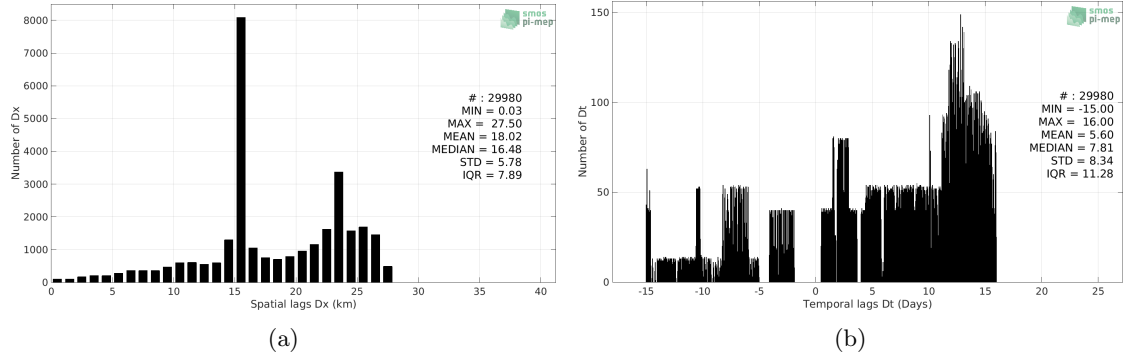 8000
7000
6000
5000
4000
3000
2000
1000
0
Number of Dx
0 5 10 15 20 25 30 35 40
Spatial lags Dx (km)
smos
pi-mep
# : 29980
MIN = 0.03
MAX = 27.50
MEAN = 18.02
MEDIAN = 16.48
STD = 5.78
IQR = 7.89
(a)
150
100
50
0
Number of Dt
-15 -10 -5 0 5 10 15 20 25
Temporal lags Dt (Days)
smos
pi-mep
# : 29980
MIN = -15.00
MAX = 16.00
MEAN = 5.60
MEDIAN = 7.81
STD = 8.34
IQR = 11.28
(b)